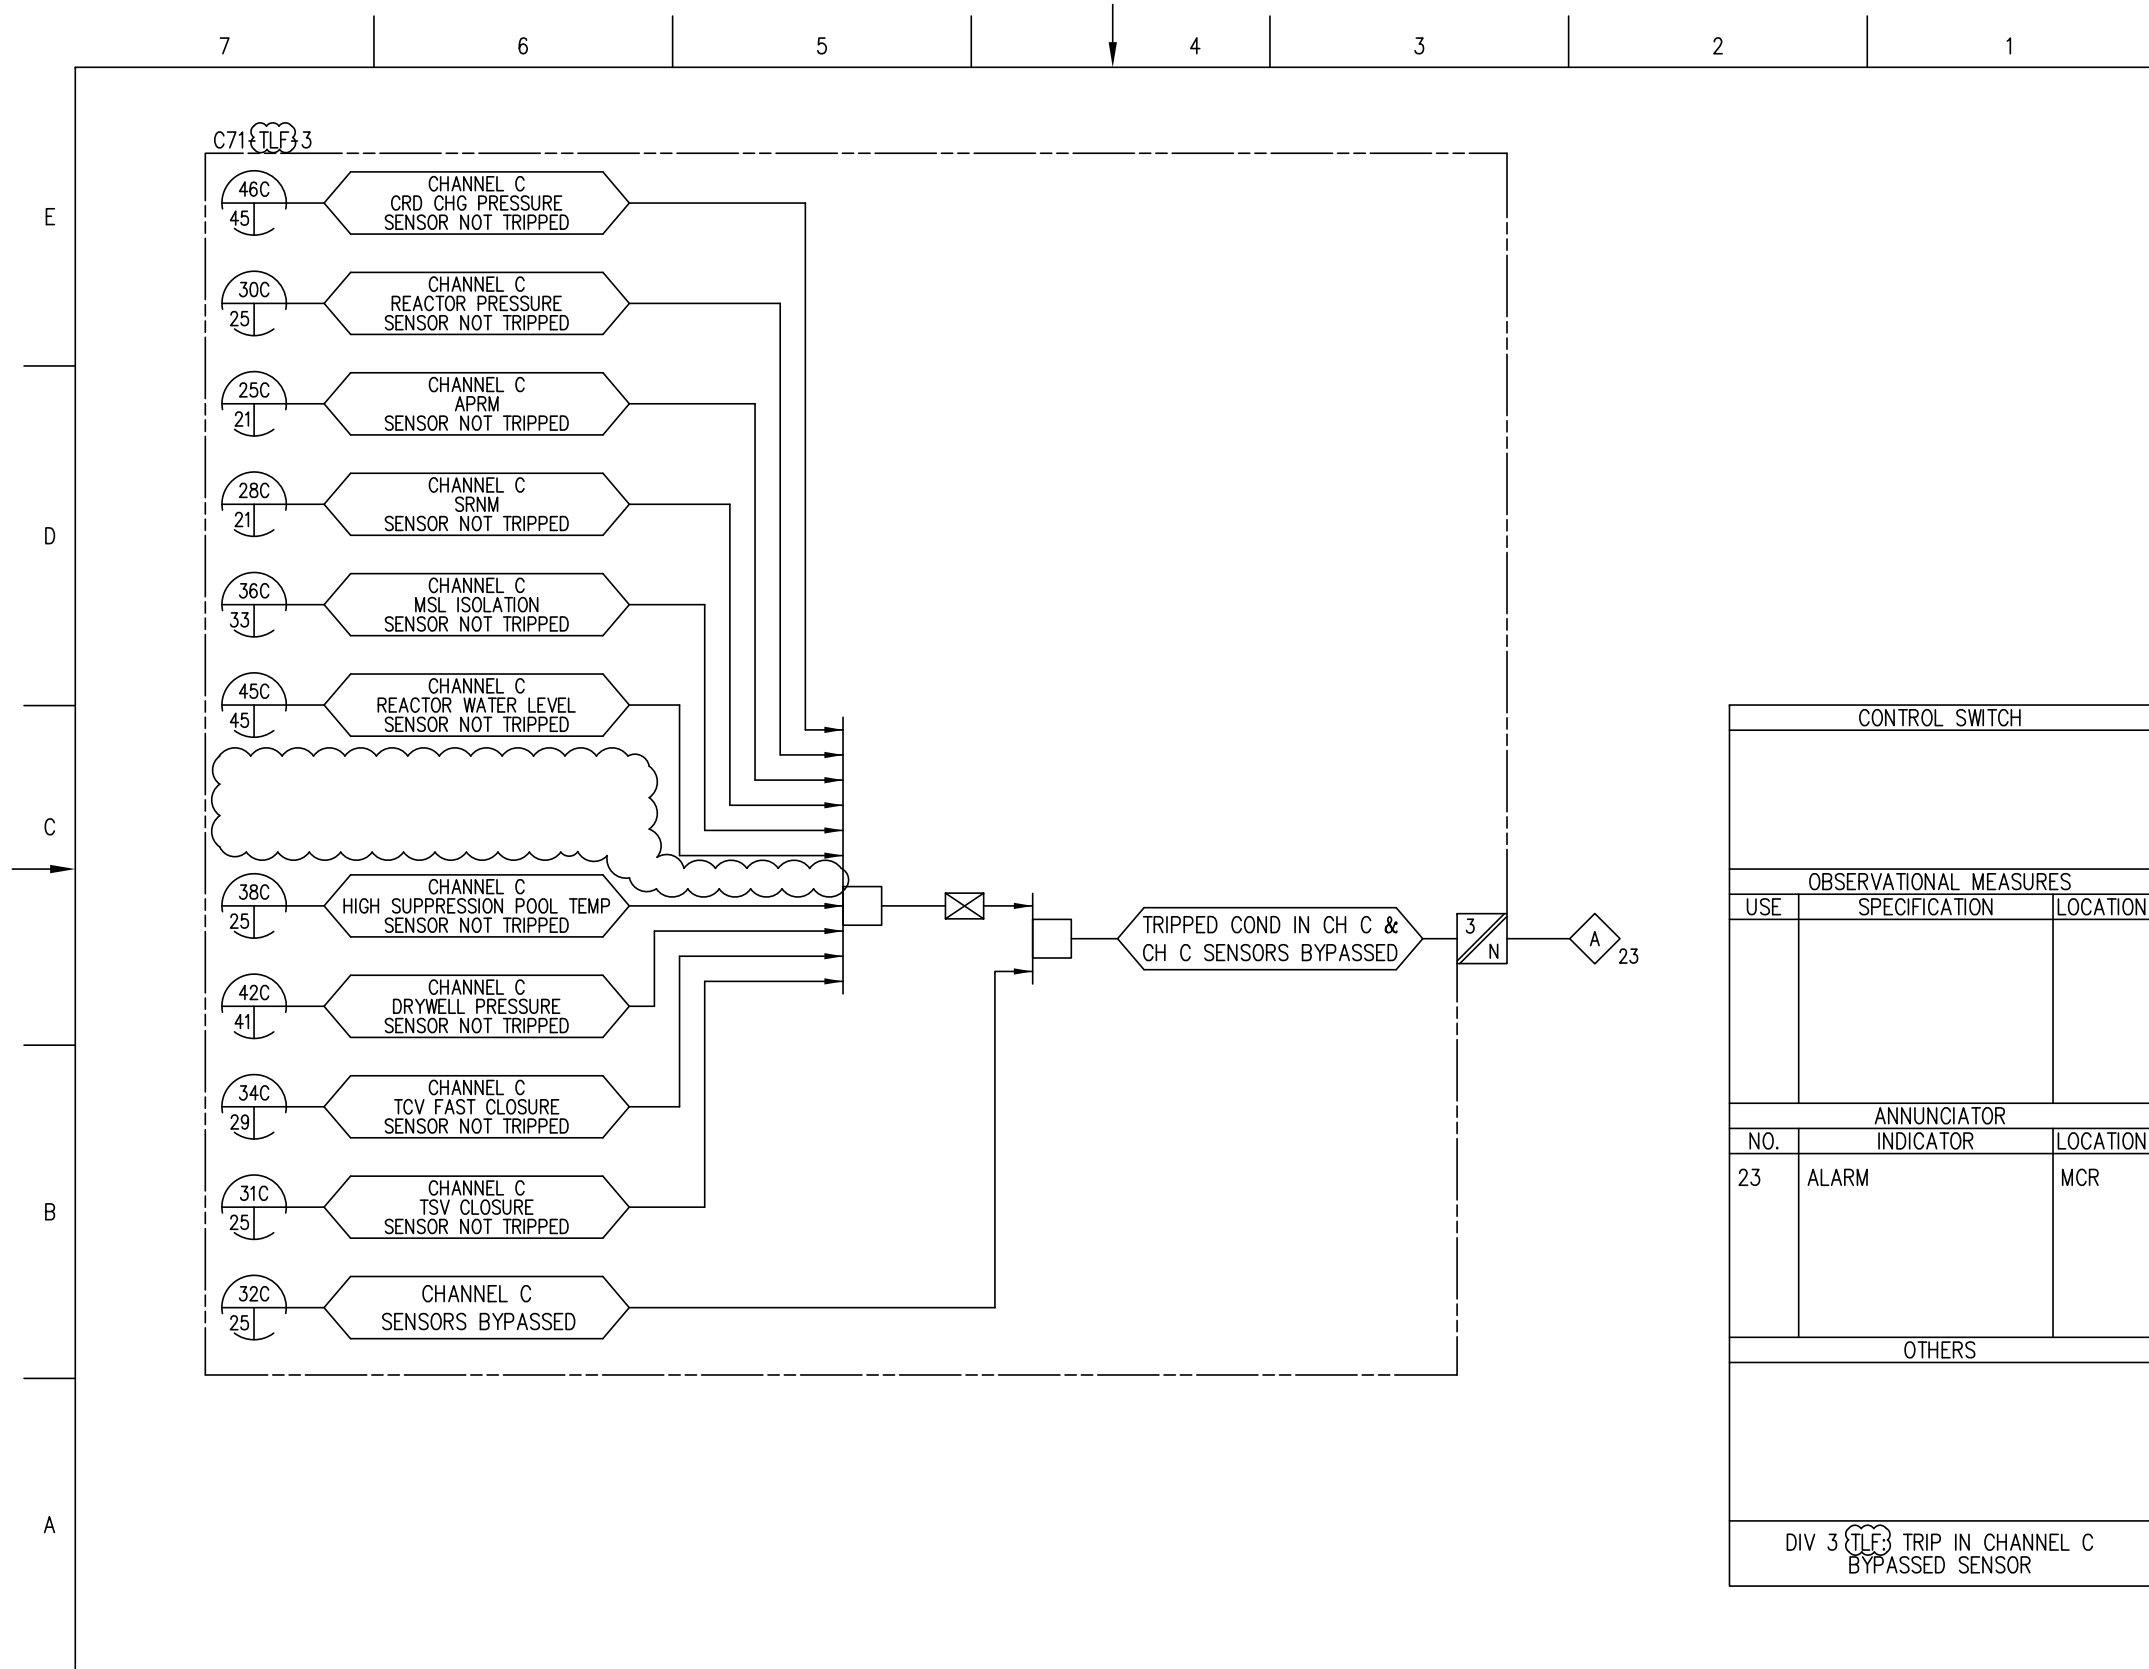 7 6 5 4 3 2 1
C71-TLF-3
E
46C
45
CHANNEL C
CRD CHG PRESSURE
SENSOR NOT TRIPPED
30C
25
CHANNEL C
REACTOR PRESSURE
SENSOR NOT TRIPPED
25C
21
CHANNEL C
APRM
SENSOR NOT TRIPPED
D
28C
21
CHANNEL C
SRNM
SENSOR NOT TRIPPED
36C
33
CHANNEL C
MSL ISOLATION
SENSOR NOT TRIPPED
45C
45
CHANNEL C
REACTOR WATER LEVEL
SENSOR NOT TRIPPED
C
38C
25
CHANNEL C
HIGH SUPPRESSION POOL TEMP
SENSOR NOT TRIPPED
42C
41
CHANNEL C
DRYWELL PRESSURE
SENSOR NOT TRIPPED
34C
29
CHANNEL C
TCV FAST CLOSURE
SENSOR NOT TRIPPED
B
31C
25
CHANNEL C
TSV CLOSURE
SENSOR NOT TRIPPED
32C
25
CHANNEL C
SENSORS BYPASSED
A
TRIPPED COND IN CH C &
CH C SENSORS BYPASSED
3
N
A
23
CONTROL SWITCH
OBSERVATIONAL MEASURES
USE SPECIFICATION LOCATION
ANNUNCIATOR
NO. INDICATOR LOCATION
23 ALARM MCR
OTHERS
DIV 3 TLF: TRIP IN CHANNEL C
BYPASSED SENSOR